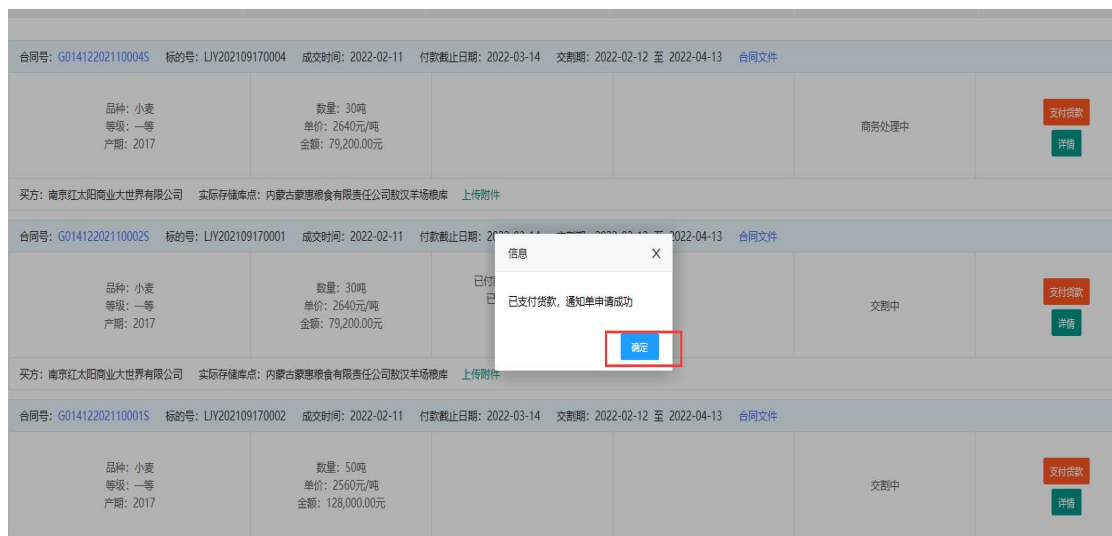 合同号：G01412202110004S 标的号：LJY202109170004 成交时间：2022-02-11 付款截止日期：2022-03-14 交割期：2022-02-12 至 2022-04-13 合同文件
品种：小麦
等级：一等
产期：2017
数量：30吨
单价：2640元/吨
金额：79,200.00元
商务处理中
支付货款
详情
买方：南京红太阳商业大世界有限公司 实际存储库点：内蒙古蒙惠粮食有限责任公司敖汉羊场粮库 上传附件
合同号：G01412202110002S 标的号：LJY202109170001 成交时间：2022-02-11 付款截止日期：2022-04-13 合同文件
信息 X
已支付货款，通知单申请成功
确定
品种：小麦
等级：一等
产期：2017
数量：30吨
单价：2640元/吨
金额：79,200.00元
已付
已
交割中
支付货款
详情
买方：南京红太阳商业大世界有限公司 实际存储库点：内蒙古蒙惠粮食有限责任公司敖汉羊场粮库 上传附件
合同号：G01412202110001S 标的号：LJY202109170002 成交时间：2022-02-11 付款截止日期：2022-03-14 交割期：2022-02-12 至 2022-04-13 合同文件
品种：小麦
等级：一等
产期：2017
数量：50吨
单价：2560元/吨
金额：128,000.00元
交割中
支付货款
详情